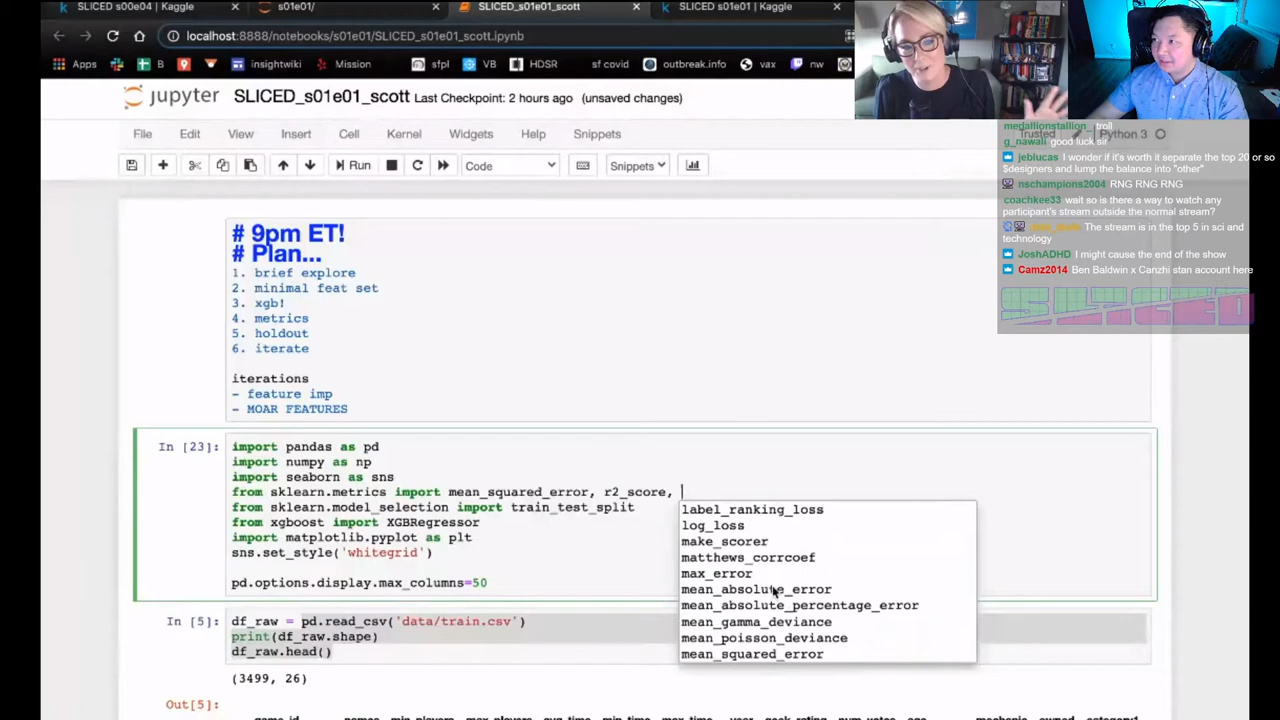 SLICED s00e04 | Kaggle
s01e01/
SLICED_s01e01_scott
SLICED s01e01 | Kaggle
localhost:8888/notebooks/s01e01/SLICED_s01e01_scott.ipynb
Apps
B
insightwiki
Mission
sfpl
VB
HDSR
sf covid
outbreak.info
vax
nw
jupyter
SLICED_s01e01_scott Last Checkpoint: 2 hours ago (unsaved changes)
File Edit View Insert Cell Kernel Widgets Help Snippets
Trusted
Python 3
Run
Code
Snippets
# 9pm ET!
# Plan...
1. brief explore
2. minimal feat set
3. xgb!
4. metrics
5. holdout
6. iterate
iterations
- feature imp
- MOAR FEATURES
In [23]:
import pandas as pd
import numpy as np
import seaborn as sns
from sklearn.metrics import mean_squared_error, r2_score,
from sklearn.model_selection import train_test_split
from xgboost import XGBRegressor
import matplotlib.pyplot as plt
sns.set_style('whitegrid')
pd.options.display.max_columns=50
label_ranking_loss
log_loss
make_scorer
matthews_corrcoef
max_error
mean_absolute_error
mean_absolute_percentage_error
mean_gamma_deviance
mean_poisson_deviance
mean_squared_error
In [5]:
df_raw = pd.read_csv('data/train.csv')
print(df_raw.shape)
df_raw.head()
(3499, 26)
Out[5]:
medallionstallion_ troll
g_nawali good luck sir
jeblucas I wonder if it's worth it separate the top 20 or so
$designers and lump the balance into "other"
nschampions2004 RNG RNG RNG
coachkee33 wait so is there a way to watch any
participant's stream outside the normal stream?
The stream is in the top 5 in sci and
technology
JoshADHD I might cause the end of the show
Camz2014 Ben Baldwin x Canzhi stan account here
SLICED